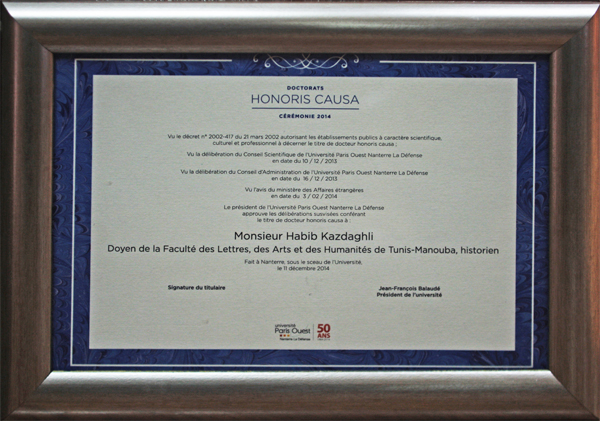 DOCTORATS
HONORIS CAUSA
CÉRÉMONIE 2014
Vu le décret n° 2002-417 du 21 mars 2002 autorisant les établissements publics à caractère scientifique,
culturel et professionnel à décerner le titre de docteur honoris causa ;
Vu la délibération du Conseil Scientifique de l'Université Paris Ouest Nanterre La Défense
en date du 10 / 12 / 2013
Vu la délibération du Conseil d'Administration de l'Université Paris Ouest Nanterre La Défense
en date du 16 / 12 / 2013
Vu l'avis du ministère des Affaires étrangères
en date du 3 / 02 / 2014
Le président de l'Université Paris Ouest Nanterre La Défense
approuve les délibérations susvisées conférant
le titre de docteur honoris causa à
Monsieur Habib Kazdaghli
Doyen de la Faculté des Lettres, des Arts et des Humanités de Tunis-Manouba, historien
Fait à Nanterre, sous le sceau de l'Université,
le 11 décembre 2014
Signature du titulaire
Jean-François Balaudé
Président de l'université
université
Paris Ouest
Nanterre La Défense
50
ANS